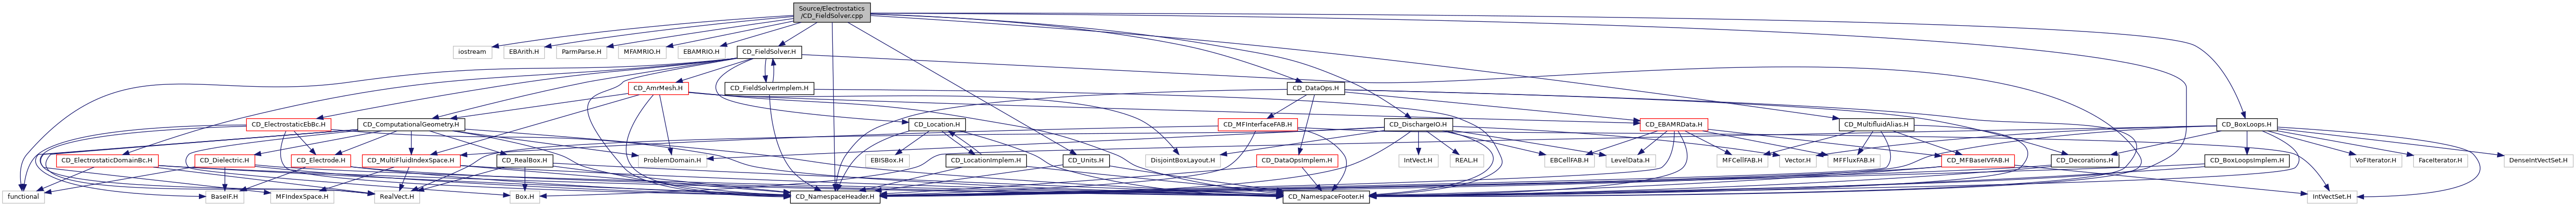 Source/Electrostatics
/CD_FieldSolver.cpp
iostream
EBArith.H
ParmParse.H
MFAMRIO.H
EBAMRIO.H
CD_FieldSolver.H
CD_AmrMesh.H
CD_FieldSolverImplem.H
CD_DataOps.H
CD_ElectrostaticEbBc.H
CD_ComputationalGeometry.H
CD_Location.H
CD_MFInterfaceFAB.H
CD_DischargeIO.H
CD_EBAMRData.H
CD_MultifluidAlias.H
CD_BoxLoops.H
CD_ElectrostaticDomainBc.H
CD_Dielectric.H
CD_Electrode.H
CD_MultiFluidIndexSpace.H
CD_RealBox.H
ProblemDomain.H
EBISBox.H
CD_LocationImplem.H
CD_Units.H
DisjointBoxLayout.H
CD_DataOpsImplem.H
IntVect.H
REAL.H
EBCellFAB.H
LevelData.H
MFCellFAB.H
Vector.H
MFFluxFAB.H
CD_MFBaseIVFAB.H
CD_Decorations.H
CD_BoxLoopsImplem.H
VoFIterator.H
FaceIterator.H
DenseIntVectSet.H
functional
BaseIF.H
MFIndexSpace.H
RealVect.H
Box.H
CD_NamespaceHeader.H
CD_NamespaceFooter.H
IntVectSet.H